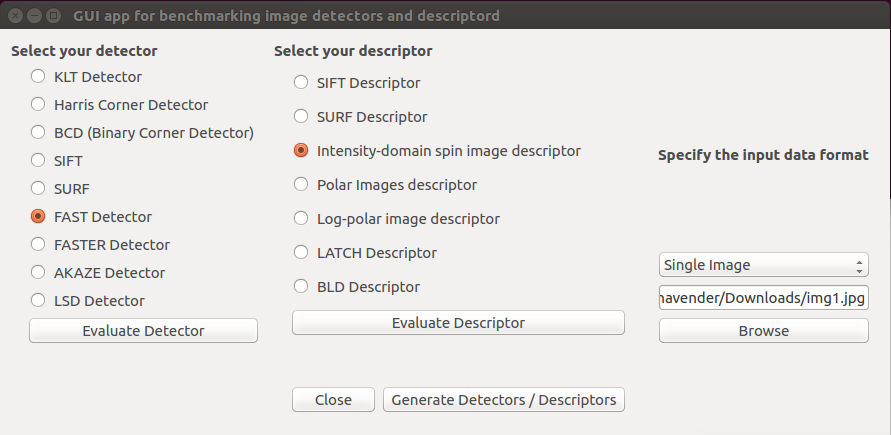 GUI app for benchmarking image detectors and descriptord
Select your detector
KLT Detector
Harris Corner Detector
BCD (Binary Corner Detector)
SIFT
SURF
FAST Detector
FASTER Detector
AKAZE Detector
LSD Detector
Evaluate Detector
Select your descriptor
SIFT Descriptor
SURF Descriptor
Intensity-domain spin image descriptor
Polar Images descriptor
Log-polar image descriptor
LATCH Descriptor
BLD Descriptor
Evaluate Descriptor
Specify the input data format
Single Image
navender/Downloads/img1.jpg
Browse
Close
Generate Detectors / Descriptors